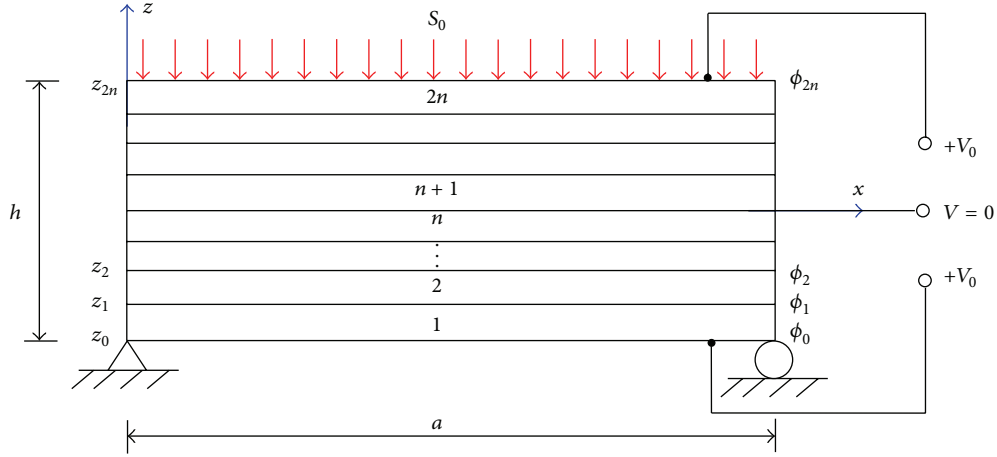 z
S₀
z₂ₙ
2n
ϕ₂ₙ
+V₀
n + 1
x
h
n
V = 0
⋮
z₂
2
ϕ₂
+V₀
z₁
ϕ₁
1
z₀
ϕ₀
a